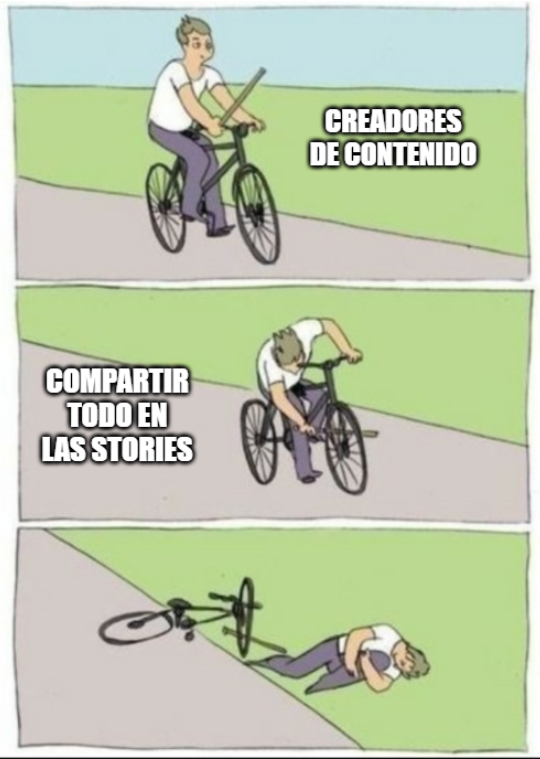 CREADORES
DE CONTENIDO
COMPARTIR
TODO EN
LAS STORIES